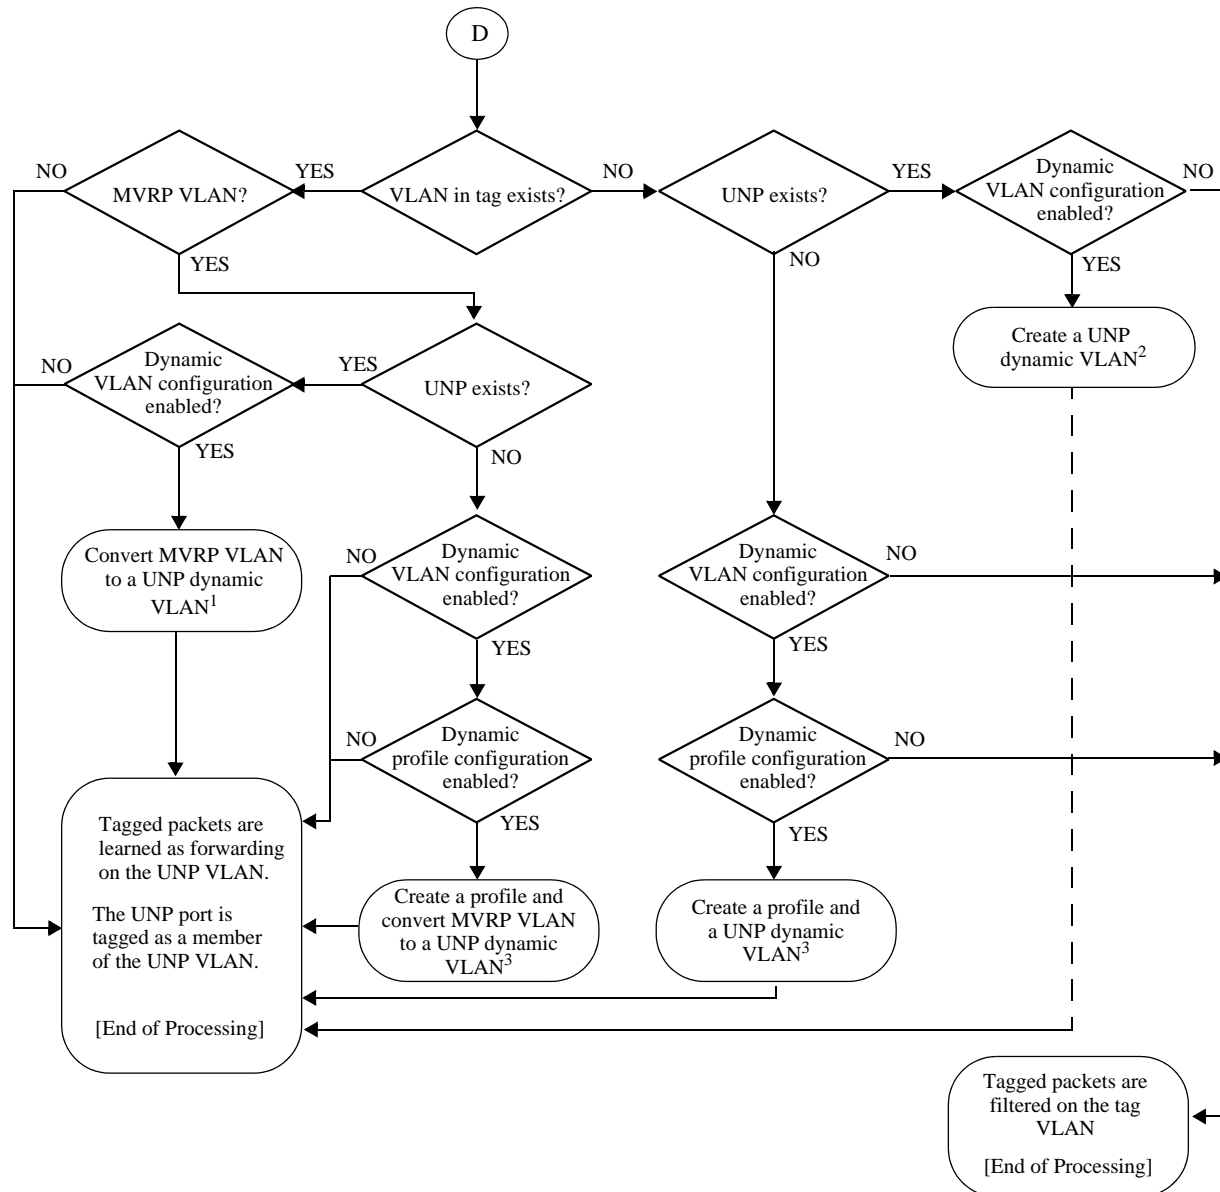 D
NO
MVRP VLAN?
YES
VLAN in tag exists?
NO
UNP exists?
YES
Dynamic
VLAN configuration
enabled?
NO
YES
NO
YES
Create a UNP
dynamic VLAN2
NO
Dynamic
VLAN configuration
enabled?
YES
UNP exists?
YES
NO
Convert MVRP VLAN
to a UNP dynamic
VLAN1
NO
Dynamic
VLAN configuration
enabled?
YES
Dynamic
VLAN configuration
enabled?
NO
YES
NO
Dynamic
profile configuration
enabled?
YES
Dynamic
profile configuration
enabled?
NO
YES
Tagged packets are
learned as forwarding
on the UNP VLAN.
The UNP port is
tagged as a member
of the UNP VLAN.
[End of Processing]
Create a profile and
convert MVRP VLAN
to a UNP dynamic
VLAN3
Create a profile and
a UNP dynamic
VLAN3
Tagged packets are
filtered on the tag
VLAN
[End of Processing]